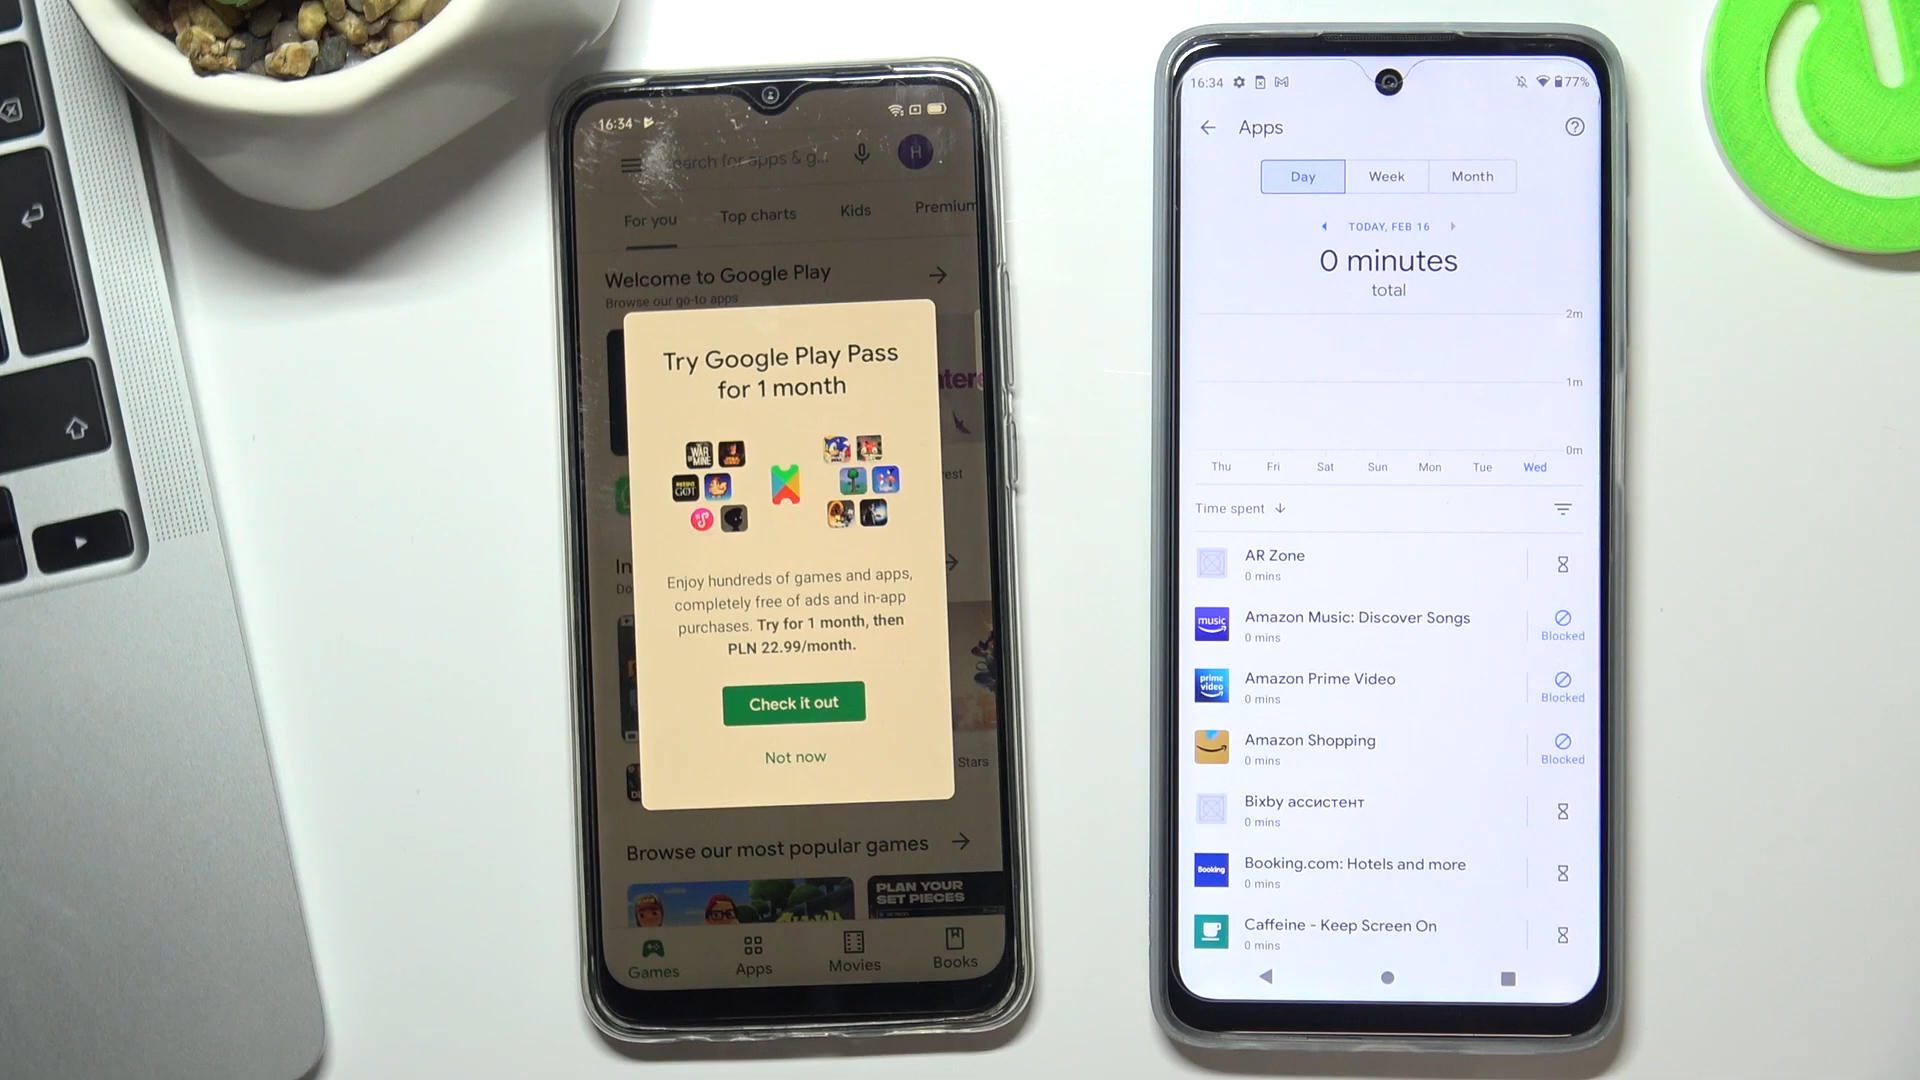 16:34
Search for apps & g...
H
For you
Top charts
Kids
Premium
Welcome to Google Play
Browse our go-to apps
Try Google Play Pass
for 1 month
WAR
MINE
GOT
Enjoy hundreds of games and apps,
completely free of ads and in-app
purchases. Try for 1 month, then
PLN 22.99/month.
Check it out
Not now
Stars
Browse our most popular games
PLAN YOUR
SET PIECES
Games
Apps
Movies
Books
16:34
77%
Apps
Day
Week
Month
TODAY, FEB 16
0 minutes
total
2m
1m
0m
Thu
Fri
Sat
Sun
Mon
Tue
Wed
Time spent
AR Zone
0 mins
music
Amazon Music: Discover Songs
0 mins
Blocked
prime
video
Amazon Prime Video
0 mins
Blocked
Amazon Shopping
0 mins
Blocked
Bixby ассистент
0 mins
Booking
Booking.com: Hotels and more
0 mins
Caffeine - Keep Screen On
0 mins